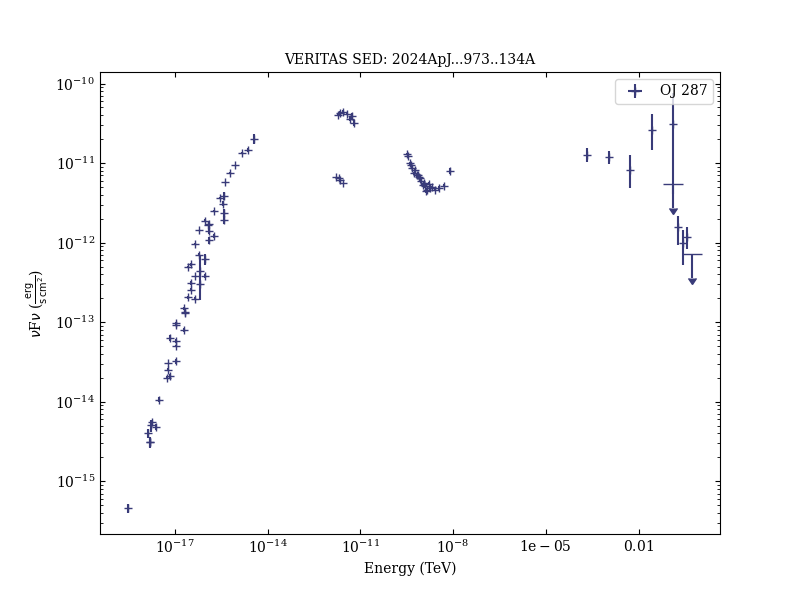 VERITAS SED: 2024ApJ...973..134A
OJ 287
νFν (erg / s cm²)
10⁻¹⁰
10⁻¹¹
10⁻¹²
10⁻¹³
10⁻¹⁴
10⁻¹⁵
10⁻¹⁷ 10⁻¹⁴ 10⁻¹¹ 10⁻⁸ 1e−05 0.01
Energy (TeV)